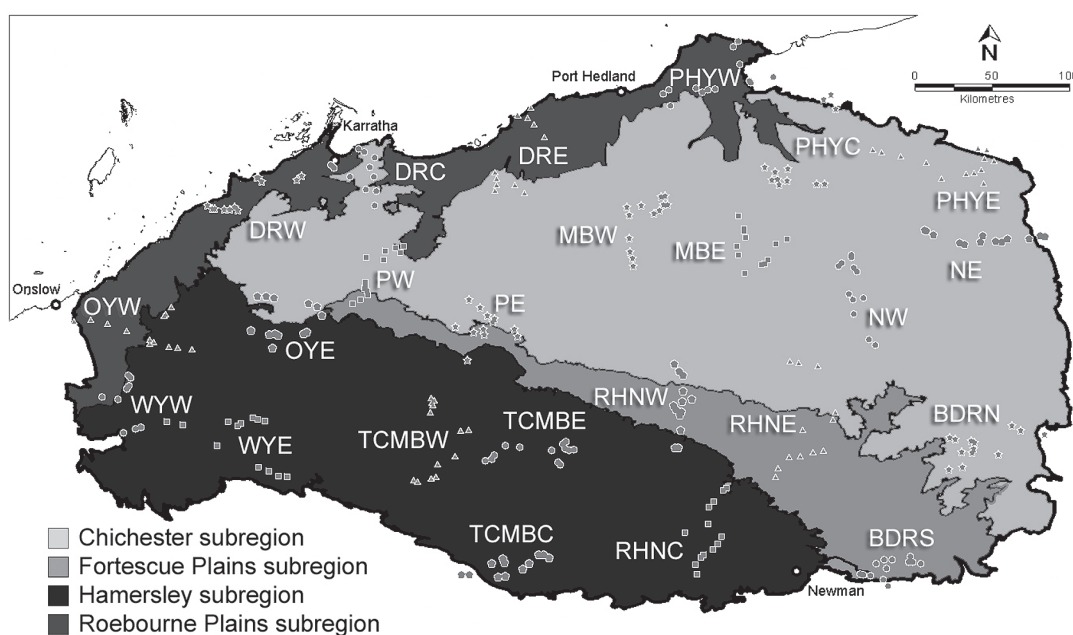 N
0 50 100
Kilometres
Port Hedland
PHYW
Karratha
PHYC
DRE
DRC
PHYE
DRW
MBW
MBE
NE
PW
Onslow
OYW
PE
NW
OYE
RHNW
WYW
TCMBE
RHNE
BDRN
TCMBW
WYE
TCMBC
RHNC
BDRS
Newman
Chichester subregion
Fortescue Plains subregion
Hamersley subregion
Roebourne Plains subregion